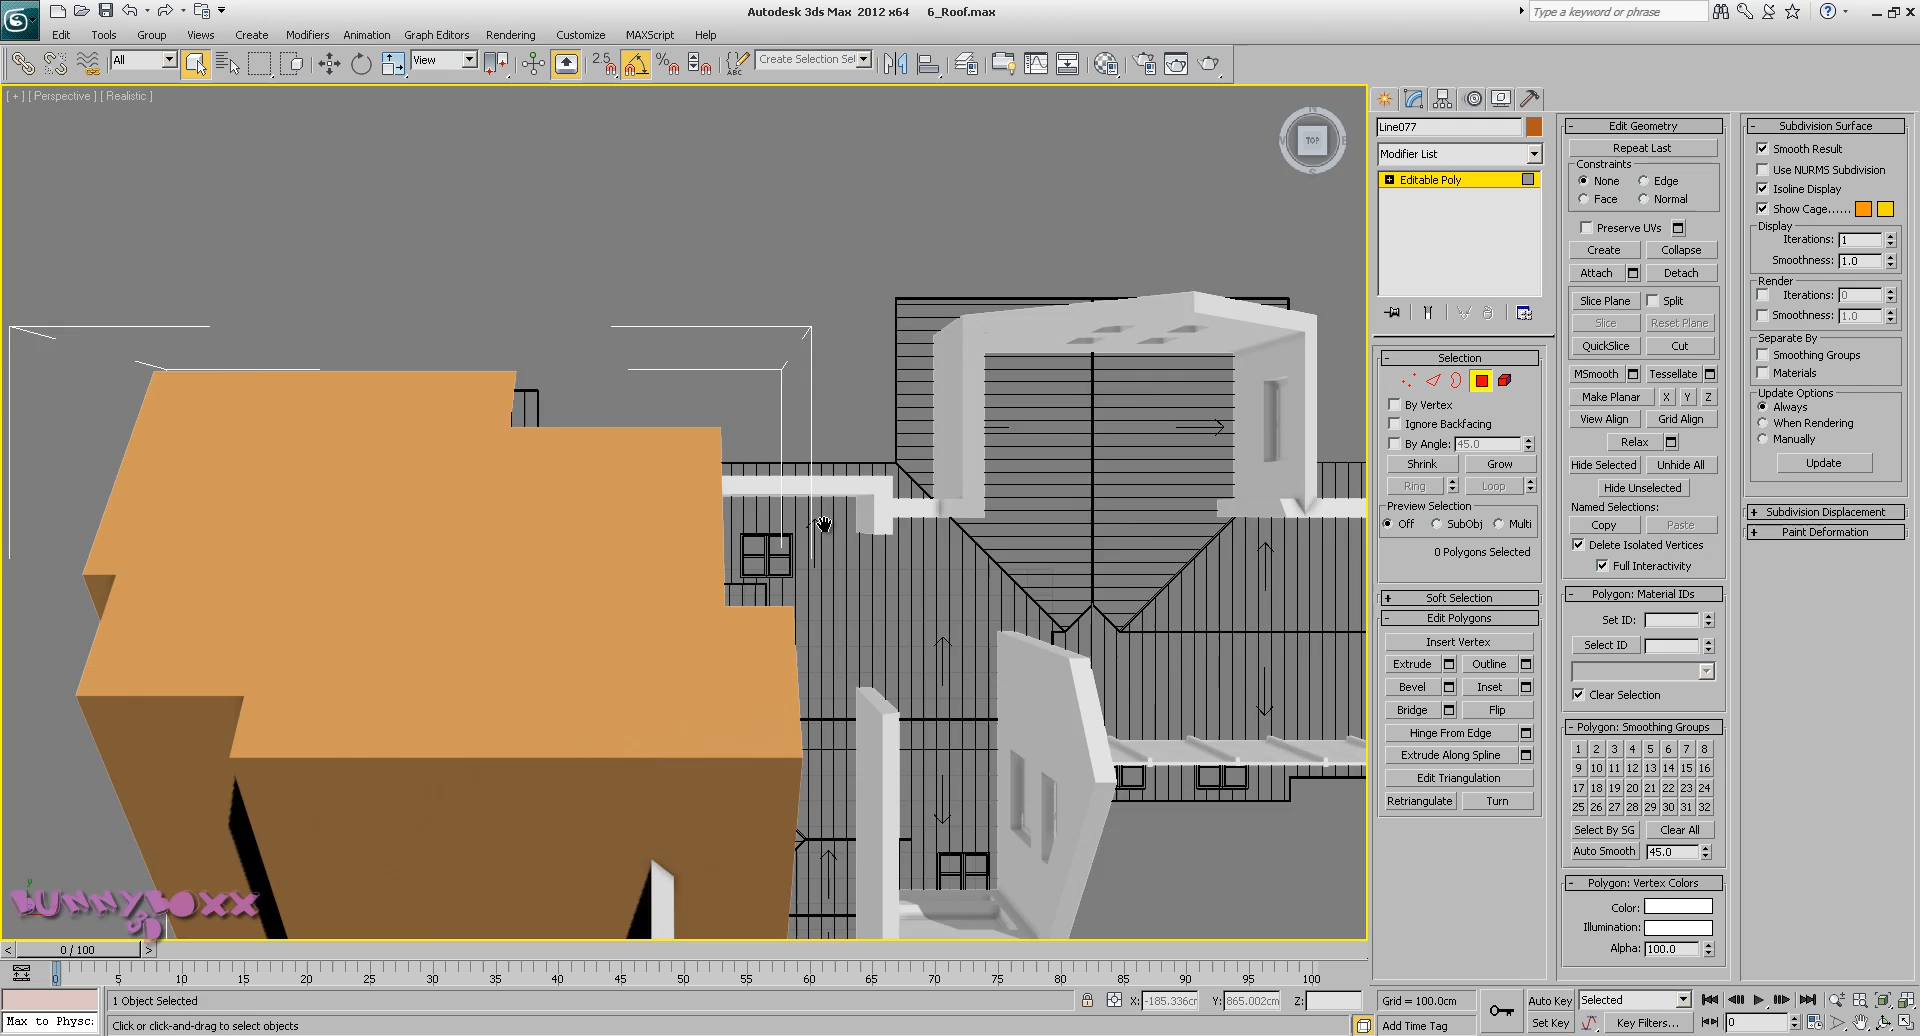 Autodesk 3ds Max 2012 x64 6_Roof.max
Type a keyword or phrase
Edit Tools Group Views Create Modifiers Animation Graph Editors Rendering Customize MAXScript Help
All
View
2.5
ABC
Create Selection Sel
[ + ] [ Perspective ] [ Realistic ]
TOP
BUNNYBOXX
3D
Line077
Modifier List
Editable Poly
Selection
By Vertex
Ignore Backfacing
By Angle: 45.0
Shrink Grow
Ring Loop
Preview Selection
Off SubObj Multi
0 Polygons Selected
Soft Selection
Edit Polygons
Insert Vertex
Extrude Outline
Bevel Inset
Bridge Flip
Hinge From Edge
Extrude Along Spline
Edit Triangulation
Retriangulate Turn
Edit Geometry
Repeat Last
Constraints
None Edge
Face Normal
Preserve UVs
Create Collapse
Attach Detach
Slice Plane Split
Slice Reset Plane
QuickSlice Cut
MSmooth Tessellate
Make Planar X Y Z
View Align Grid Align
Relax
Hide Selected Unhide All
Hide Unselected
Named Selections:
Copy Paste
Delete Isolated Vertices
Full Interactivity
Polygon: Material IDs
Set ID:
Select ID
Clear Selection
Polygon: Smoothing Groups
1 2 3 4 5 6 7 8
9 10 11 12 13 14 15 16
17 18 19 20 21 22 23 24
25 26 27 28 29 30 31 32
Select By SG Clear All
Auto Smooth 45.0
Polygon: Vertex Colors
Color:
Illumination:
Alpha: 100.0
Subdivision Surface
Smooth Result
Use NURMS Subdivision
Isoline Display
Show Cage......
Display
Iterations: 1
Smoothness: 1.0
Render
Iterations: 0
Smoothness: 1.0
Separate By
Smoothing Groups
Materials
Update Options
Always
When Rendering
Manually
Update
Subdivision Displacement
Paint Deformation
0 / 100
0 5 10 15 20 25 30 35 40 45 50 55 60 65 70 75 80 85 90 95 100
1 Object Selected
X: -185.336cm Y: 865.002cm Z:
Grid = 100.0cm
Auto Key Selected
Max to Physc:
Click or click-and-drag to select objects
Add Time Tag
Set Key Key Filters...
0